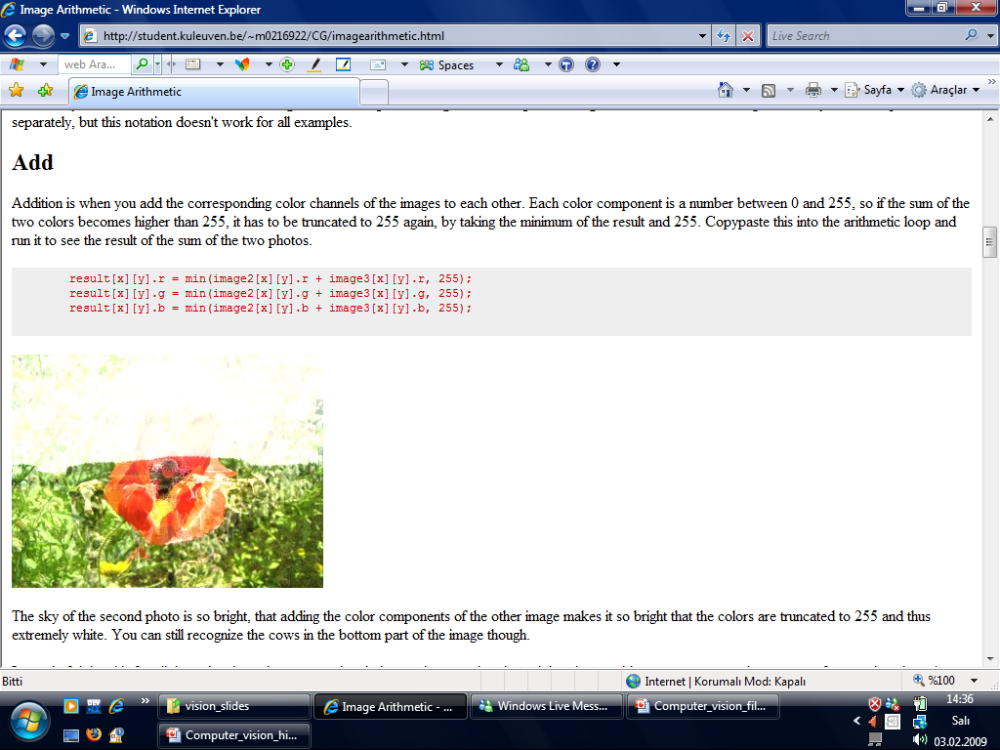 Image Arithmetic - Windows Internet Explorer
http://student.kuleuven.be/~m0216922/CG/imagearithmetic.html
Live Search
web Ara...
Spaces
Image Arithmetic
Sayfa
Araçlar
separately, but this notation doesn't work for all examples.
Add
Addition is when you add the corresponding color channels of the images to each other. Each color component is a number between 0 and 255, so if the sum of the
two colors becomes higher than 255, it has to be truncated to 255 again, by taking the minimum of the result and 255. Copypaste this into the arithmetic loop and
run it to see the result of the sum of the two photos.
result[x][y].r = min(image2[x][y].r + image3[x][y].r, 255);
result[x][y].g = min(image2[x][y].g + image3[x][y].g, 255);
result[x][y].b = min(image2[x][y].b + image3[x][y].b, 255);
The sky of the second photo is so bright, that adding the color components of the other image makes it so bright that the colors are truncated to 255 and thus
extremely white. You can still recognize the cows in the bottom part of the image though.
Bitti
Internet | Korumalı Mod: Kapalı
%100
vision_slides
Image Arithmetic - ...
Windows Live Mess...
Computer_vision_fil...
14:36
Salı
Computer_vision_hi...
03.02.2009